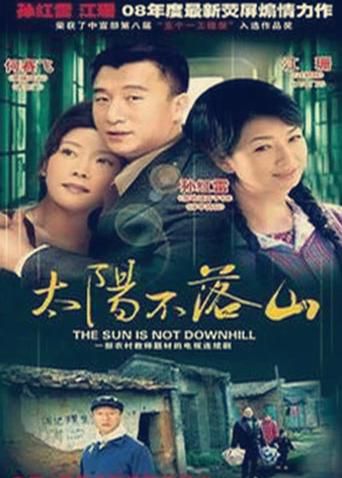 孙红雷 江珊 08年度最新荧屏煽情力作
荣获了中宣部第八届"五个一工程奖"入选作品奖
何赛飞
江珊
孙红雷
太陽不落山
THE SUN IS NOT DOWNHILL
一部农村教师题材的电视连续剧